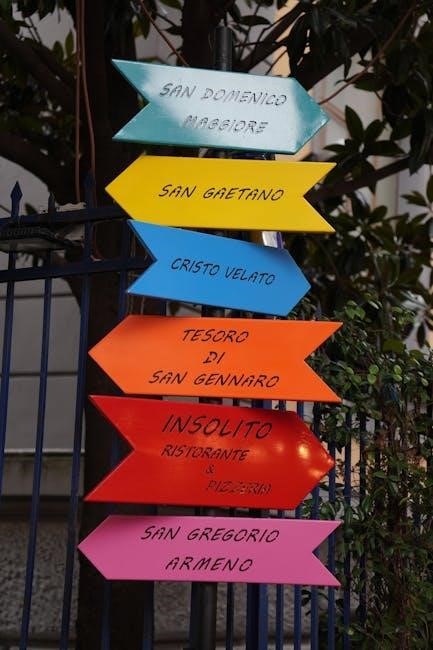 SAN DOMENICO
MAGGIORE
SAN GAETANO
CRISTO VELATO
TESORO
DI
SAN GENNARO
INSOLITO
RISTORANTE
&
PIZZERIA
SAN GREGORIO
ARMENO